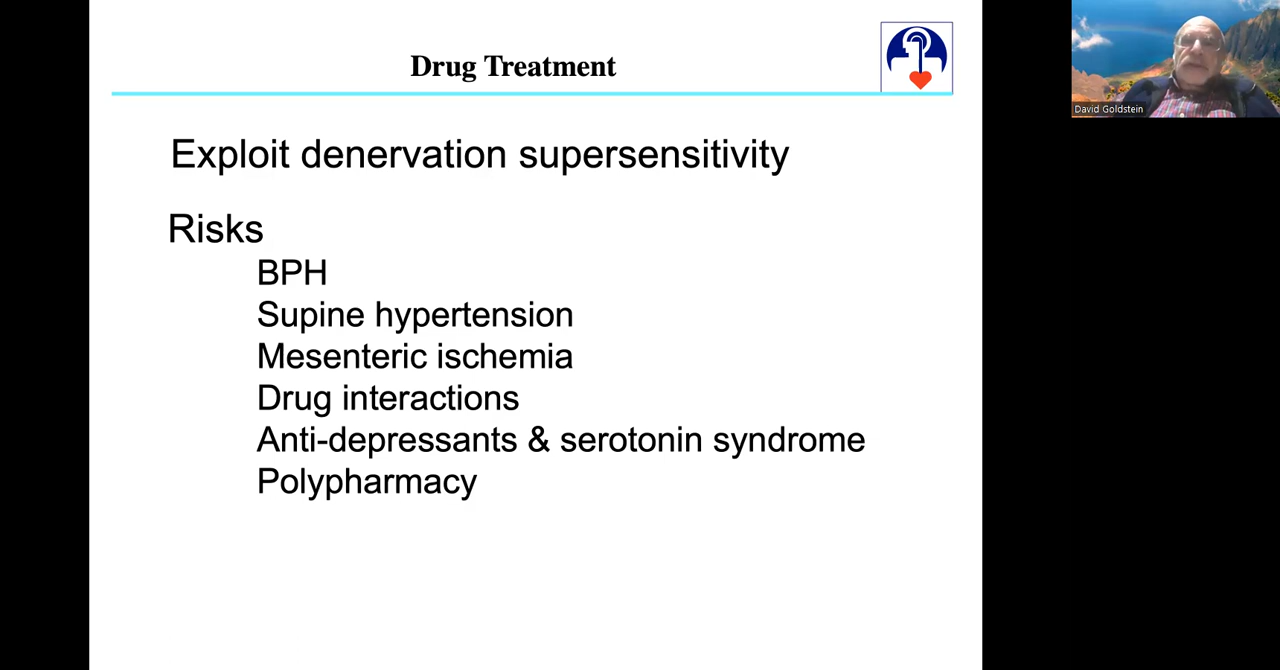 Drug Treatment
Exploit denervation supersensitivity
Risks
BPH
Supine hypertension
Mesenteric ischemia
Drug interactions
Anti-depressants & serotonin syndrome
Polypharmacy
David Goldstein